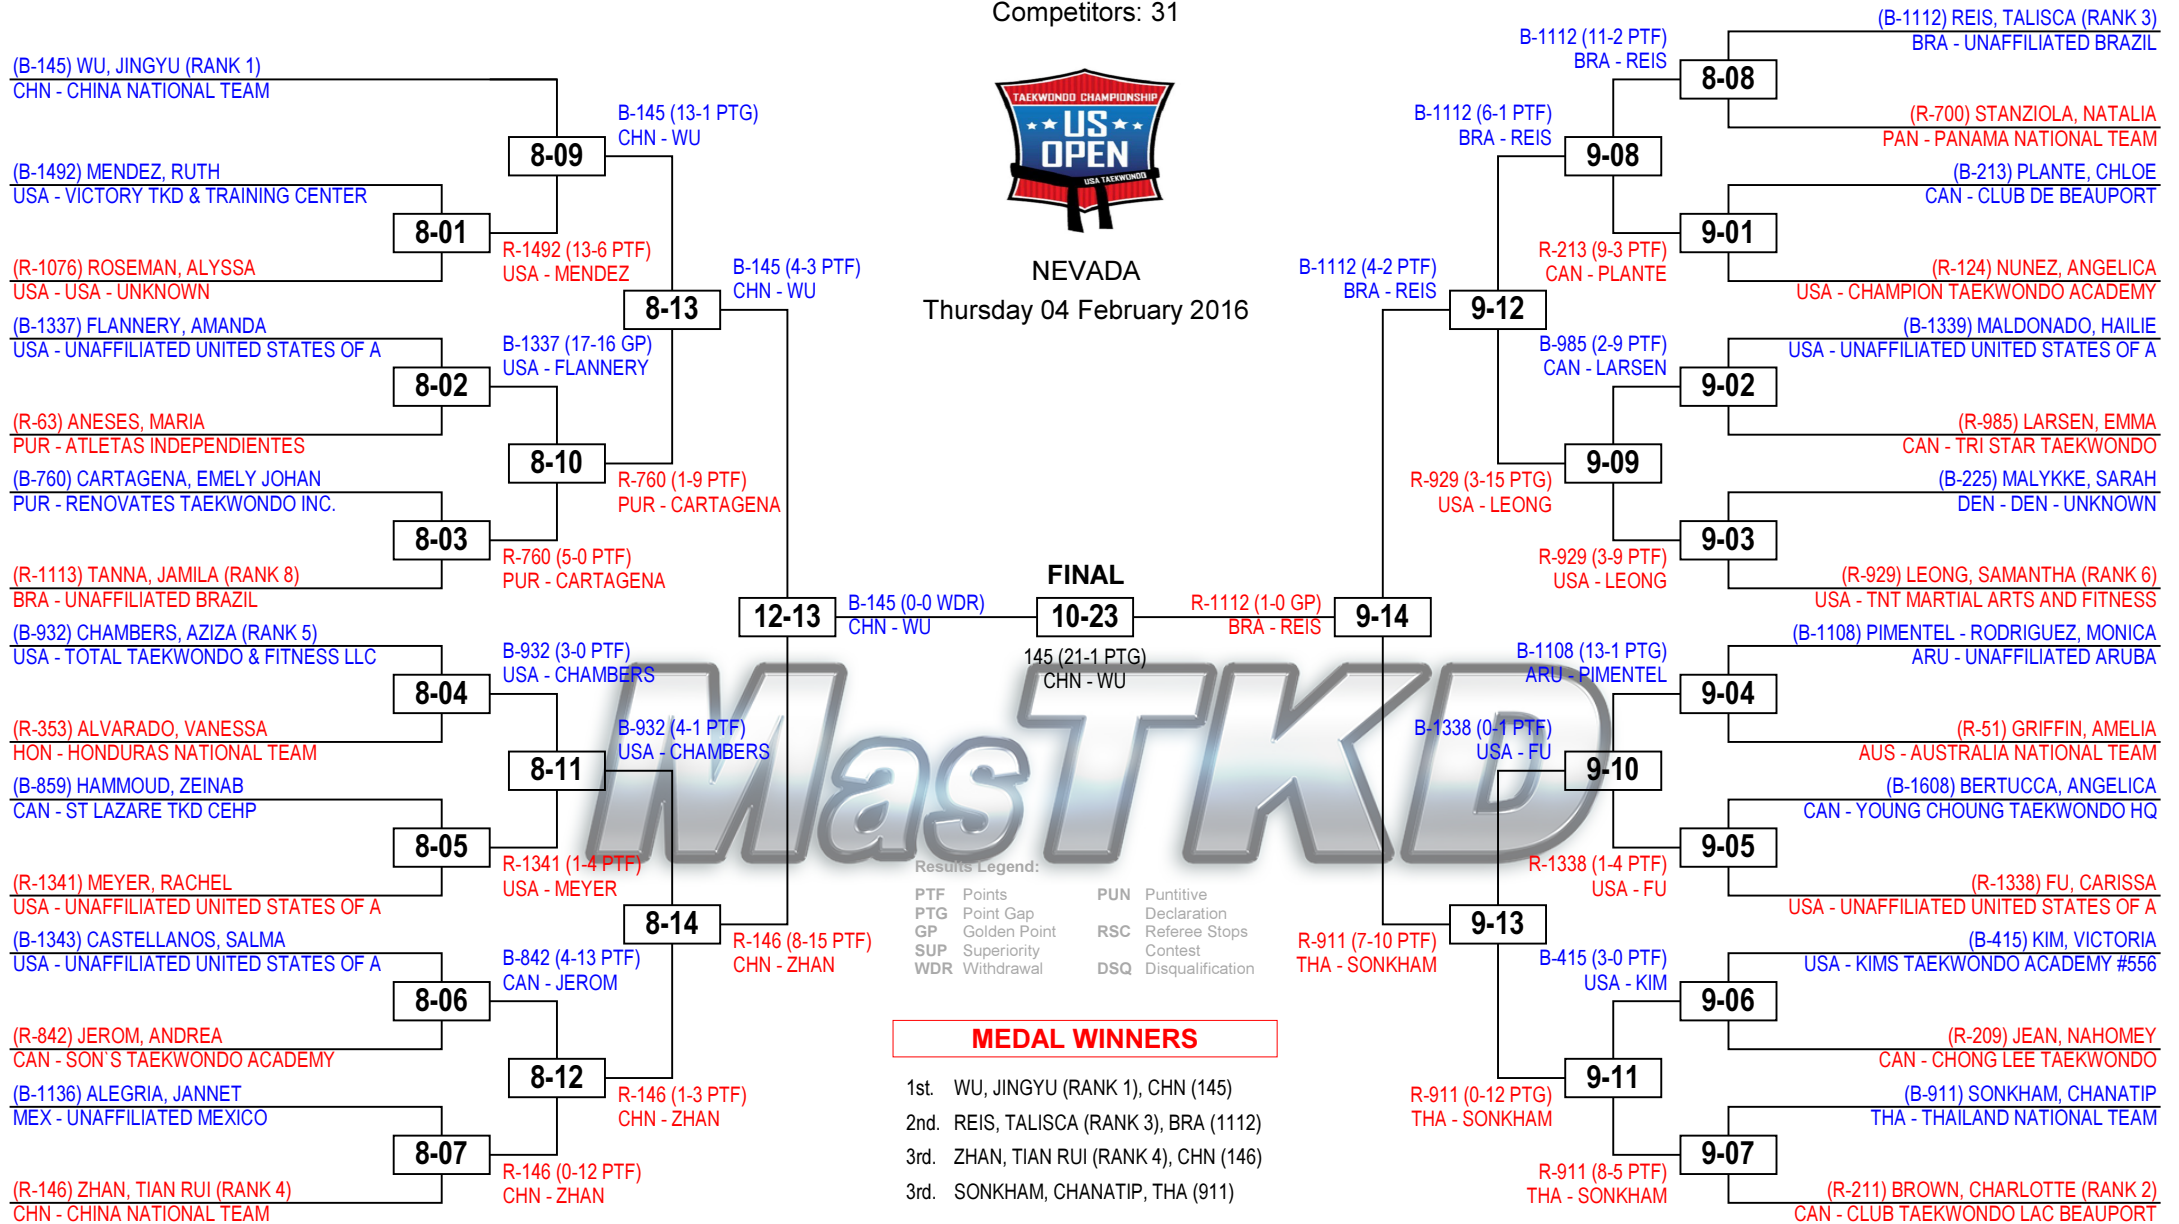 Competitors: 31
TAEKWONDO CHAMPIONSHIP
US
OPEN
USA TAEKWONDO
NEVADA
Thursday 04 February 2016
(B-145) WU, JINGYU (RANK 1)
CHN - CHINA NATIONAL TEAM
(B-1492) MENDEZ, RUTH
USA - VICTORY TKD & TRAINING CENTER
8-01
(R-1076) ROSEMAN, ALYSSA
USA - USA - UNKNOWN
(B-1337) FLANNERY, AMANDA
USA - UNAFFILIATED UNITED STATES OF A
8-02
(R-63) ANESES, MARIA
PUR - ATLETAS INDEPENDIENTES
(B-760) CARTAGENA, EMELY JOHAN
PUR - RENOVATES TAEKWONDO INC.
8-03
(R-1113) TANNA, JAMILA (RANK 8)
BRA - UNAFFILIATED BRAZIL
(B-932) CHAMBERS, AZIZA (RANK 5)
USA - TOTAL TAEKWONDO & FITNESS LLC
8-04
(R-353) ALVARADO, VANESSA
HON - HONDURAS NATIONAL TEAM
(B-859) HAMMOUD, ZEINAB
CAN - ST LAZARE TKD CEHP
8-05
(R-1341) MEYER, RACHEL
USA - UNAFFILIATED UNITED STATES OF A
(B-1343) CASTELLANOS, SALMA
USA - UNAFFILIATED UNITED STATES OF A
8-06
(R-842) JEROM, ANDREA
CAN - SON`S TAEKWONDO ACADEMY
(B-1136) ALEGRIA, JANNET
MEX - UNAFFILIATED MEXICO
8-07
(R-146) ZHAN, TIAN RUI (RANK 4)
CHN - CHINA NATIONAL TEAM
8-09
R-1492 (13-6 PTF)
USA - MENDEZ
B-1337 (17-16 GP)
USA - FLANNERY
8-10
R-760 (5-0 PTF)
PUR - CARTAGENA
B-932 (3-0 PTF)
USA - CHAMBERS
8-11
R-1341 (1-4 PTF)
USA - MEYER
B-842 (4-13 PTF)
CAN - JEROM
8-12
R-146 (0-12 PTF)
CHN - ZHAN
B-145 (13-1 PTG)
CHN - WU
8-13
R-760 (1-9 PTF)
PUR - CARTAGENA
B-932 (4-1 PTF)
USA - CHAMBERS
8-14
R-146 (1-3 PTF)
CHN - ZHAN
B-145 (4-3 PTF)
CHN - WU
12-13
R-146 (8-15 PTF)
CHN - ZHAN
B-145 (0-0 WDR)
CHN - WU
FINAL
10-23
145 (21-1 PTG)
CHN - WU
R-1112 (1-0 GP)
BRA - REIS
9-14
B-1112 (4-2 PTF)
BRA - REIS
R-911 (7-10 PTF)
THA - SONKHAM
B-1112 (6-1 PTF)
BRA - REIS
9-12
R-929 (3-15 PTG)
USA - LEONG
B-1338 (0-1 PTF)
USA - FU
9-13
R-911 (0-12 PTG)
THA - SONKHAM
B-1112 (11-2 PTF)
BRA - REIS
9-08
R-213 (9-3 PTF)
CAN - PLANTE
B-985 (2-9 PTF)
CAN - LARSEN
9-09
R-929 (3-9 PTF)
USA - LEONG
B-1108 (13-1 PTG)
ARU - PIMENTEL
9-10
R-1338 (1-4 PTF)
USA - FU
B-415 (3-0 PTF)
USA - KIM
9-11
R-911 (8-5 PTF)
THA - SONKHAM
(B-1112) REIS, TALISCA (RANK 3)
BRA - UNAFFILIATED BRAZIL
8-08
(R-700) STANZIOLA, NATALIA
PAN - PANAMA NATIONAL TEAM
(B-213) PLANTE, CHLOE
CAN - CLUB DE BEAUPORT
9-01
(R-124) NUNEZ, ANGELICA
USA - CHAMPION TAEKWONDO ACADEMY
(B-1339) MALDONADO, HAILIE
USA - UNAFFILIATED UNITED STATES OF A
9-02
(R-985) LARSEN, EMMA
CAN - TRI STAR TAEKWONDO
(B-225) MALYKKE, SARAH
DEN - DEN - UNKNOWN
9-03
(R-929) LEONG, SAMANTHA (RANK 6)
USA - TNT MARTIAL ARTS AND FITNESS
(B-1108) PIMENTEL - RODRIGUEZ, MONICA
ARU - UNAFFILIATED ARUBA
9-04
(R-51) GRIFFIN, AMELIA
AUS - AUSTRALIA NATIONAL TEAM
(B-1608) BERTUCCA, ANGELICA
CAN - YOUNG CHOUNG TAEKWONDO HQ
9-05
(R-1338) FU, CARISSA
USA - UNAFFILIATED UNITED STATES OF A
(B-415) KIM, VICTORIA
USA - KIMS TAEKWONDO ACADEMY #556
9-06
(R-209) JEAN, NAHOMEY
CAN - CHONG LEE TAEKWONDO
(B-911) SONKHAM, CHANATIP
THA - THAILAND NATIONAL TEAM
9-07
(R-211) BROWN, CHARLOTTE (RANK 2)
CAN - CLUB TAEKWONDO LAC BEAUPORT
MasTKD
Results Legend:
PTF Points
PTG Point Gap
GP Golden Point
SUP Superiority
WDR Withdrawal
PUN Puntitive
Declaration
RSC Referee Stops
Contest
DSQ Disqualification
MEDAL WINNERS
1st. WU, JINGYU (RANK 1), CHN (145)
2nd. REIS, TALISCA (RANK 3), BRA (1112)
3rd. ZHAN, TIAN RUI (RANK 4), CHN (146)
3rd. SONKHAM, CHANATIP, THA (911)